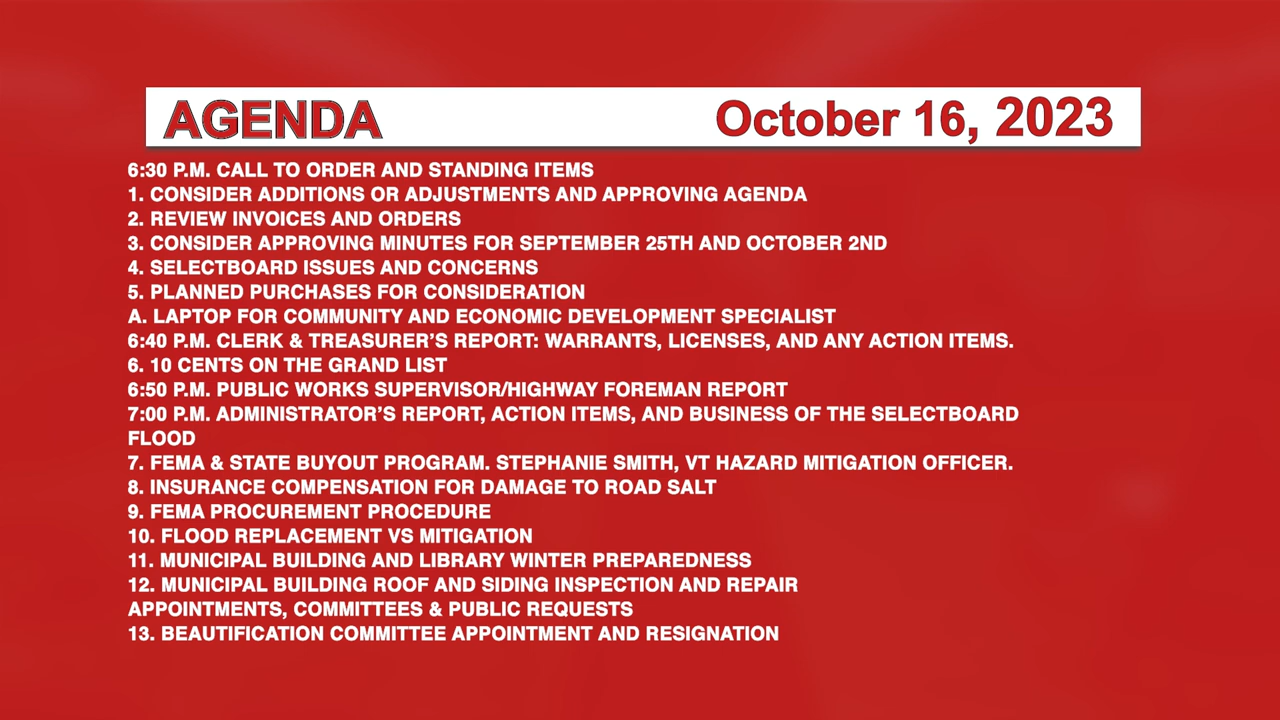 AGENDA October 16, 2023
6:30 P.M. CALL TO ORDER AND STANDING ITEMS
1. CONSIDER ADDITIONS OR ADJUSTMENTS AND APPROVING AGENDA
2. REVIEW INVOICES AND ORDERS
3. CONSIDER APPROVING MINUTES FOR SEPTEMBER 25TH AND OCTOBER 2ND
4. SELECTBOARD ISSUES AND CONCERNS
5. PLANNED PURCHASES FOR CONSIDERATION
A. LAPTOP FOR COMMUNITY AND ECONOMIC DEVELOPMENT SPECIALIST
6:40 P.M. CLERK & TREASURER’S REPORT: WARRANTS, LICENSES, AND ANY ACTION ITEMS.
6. 10 CENTS ON THE GRAND LIST
6:50 P.M. PUBLIC WORKS SUPERVISOR/HIGHWAY FOREMAN REPORT
7:00 P.M. ADMINISTRATOR’S REPORT, ACTION ITEMS, AND BUSINESS OF THE SELECTBOARD
FLOOD
7. FEMA & STATE BUYOUT PROGRAM. STEPHANIE SMITH, VT HAZARD MITIGATION OFFICER.
8. INSURANCE COMPENSATION FOR DAMAGE TO ROAD SALT
9. FEMA PROCUREMENT PROCEDURE
10. FLOOD REPLACEMENT VS MITIGATION
11. MUNICIPAL BUILDING AND LIBRARY WINTER PREPAREDNESS
12. MUNICIPAL BUILDING ROOF AND SIDING INSPECTION AND REPAIR
APPOINTMENTS, COMMITTEES & PUBLIC REQUESTS
13. BEAUTIFICATION COMMITTEE APPOINTMENT AND RESIGNATION